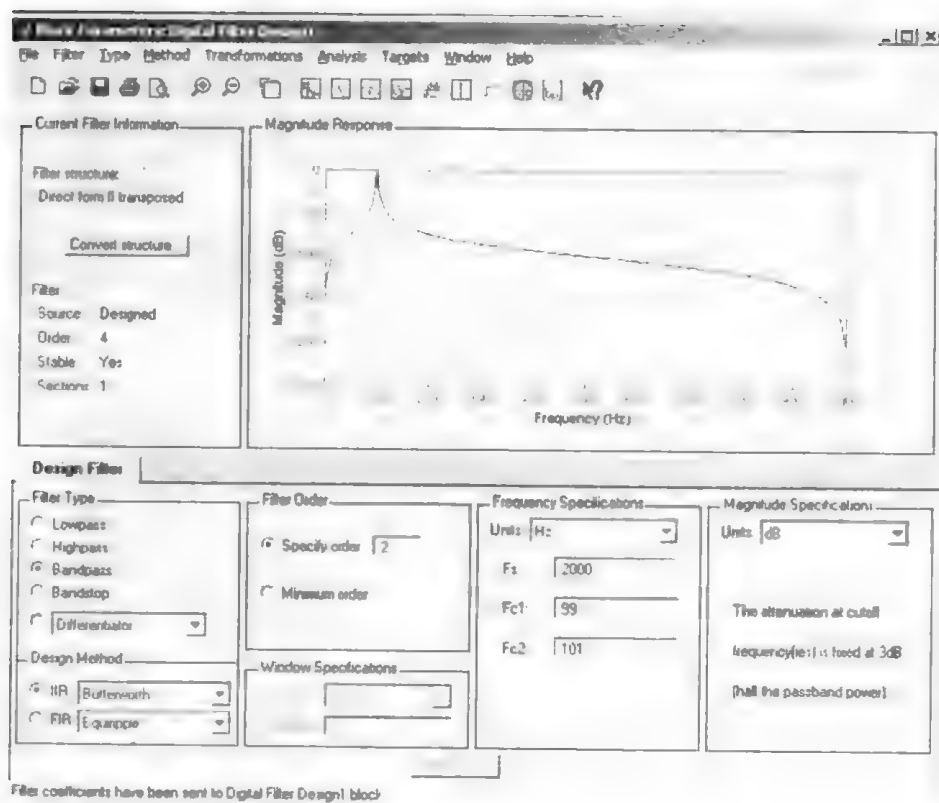 Block Parameters: Digital Filter Design1
File Filter Type Method Transformations Analysis Targets Window Help
Current Filter Information
Filter structure:
Direct form II transposed
Convert structure
Filter
Source: Designed
Order: 4
Stable: Yes
Sections: 1
Magnitude Response
Magnitude (dB)
Frequency (Hz)
Design Filter
Filter Type
Lowpass
Highpass
Bandpass
Bandstop
Differentiator
Design Method
IIR Butterworth
FIR Equiripple
Filter Order
Specify order 2
Minimum order
Window Specifications
Frequency Specifications
Units: Hz
Fs: 2000
Fc1: 99
Fc2: 101
Magnitude Specifications
Units: dB
The attenuation at cutoff
frequency(ies) is fixed at 3dB
(half the passband power)
Filter coefficients have been sent to Digital Filter Design1 block